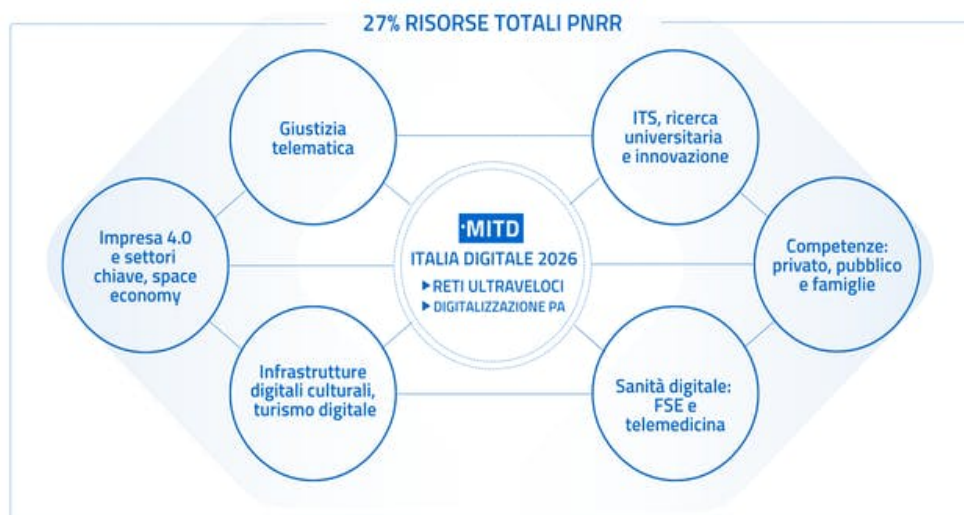 27% RISORSE TOTALI PNRR
Giustizia
telematica
ITS, ricerca
universitaria
e innovazione
Impresa 4.0
e settori
chiave, space
economy
·MITD
ITALIA DIGITALE 2026
▶ RETI ULTRAVELOCI
▶ DIGITALIZZAZIONE PA
Competenze:
privato, pubblico
e famiglie
Infrastrutture
digitali culturali,
turismo digitale
Sanità digitale:
FSE e
telemedicina